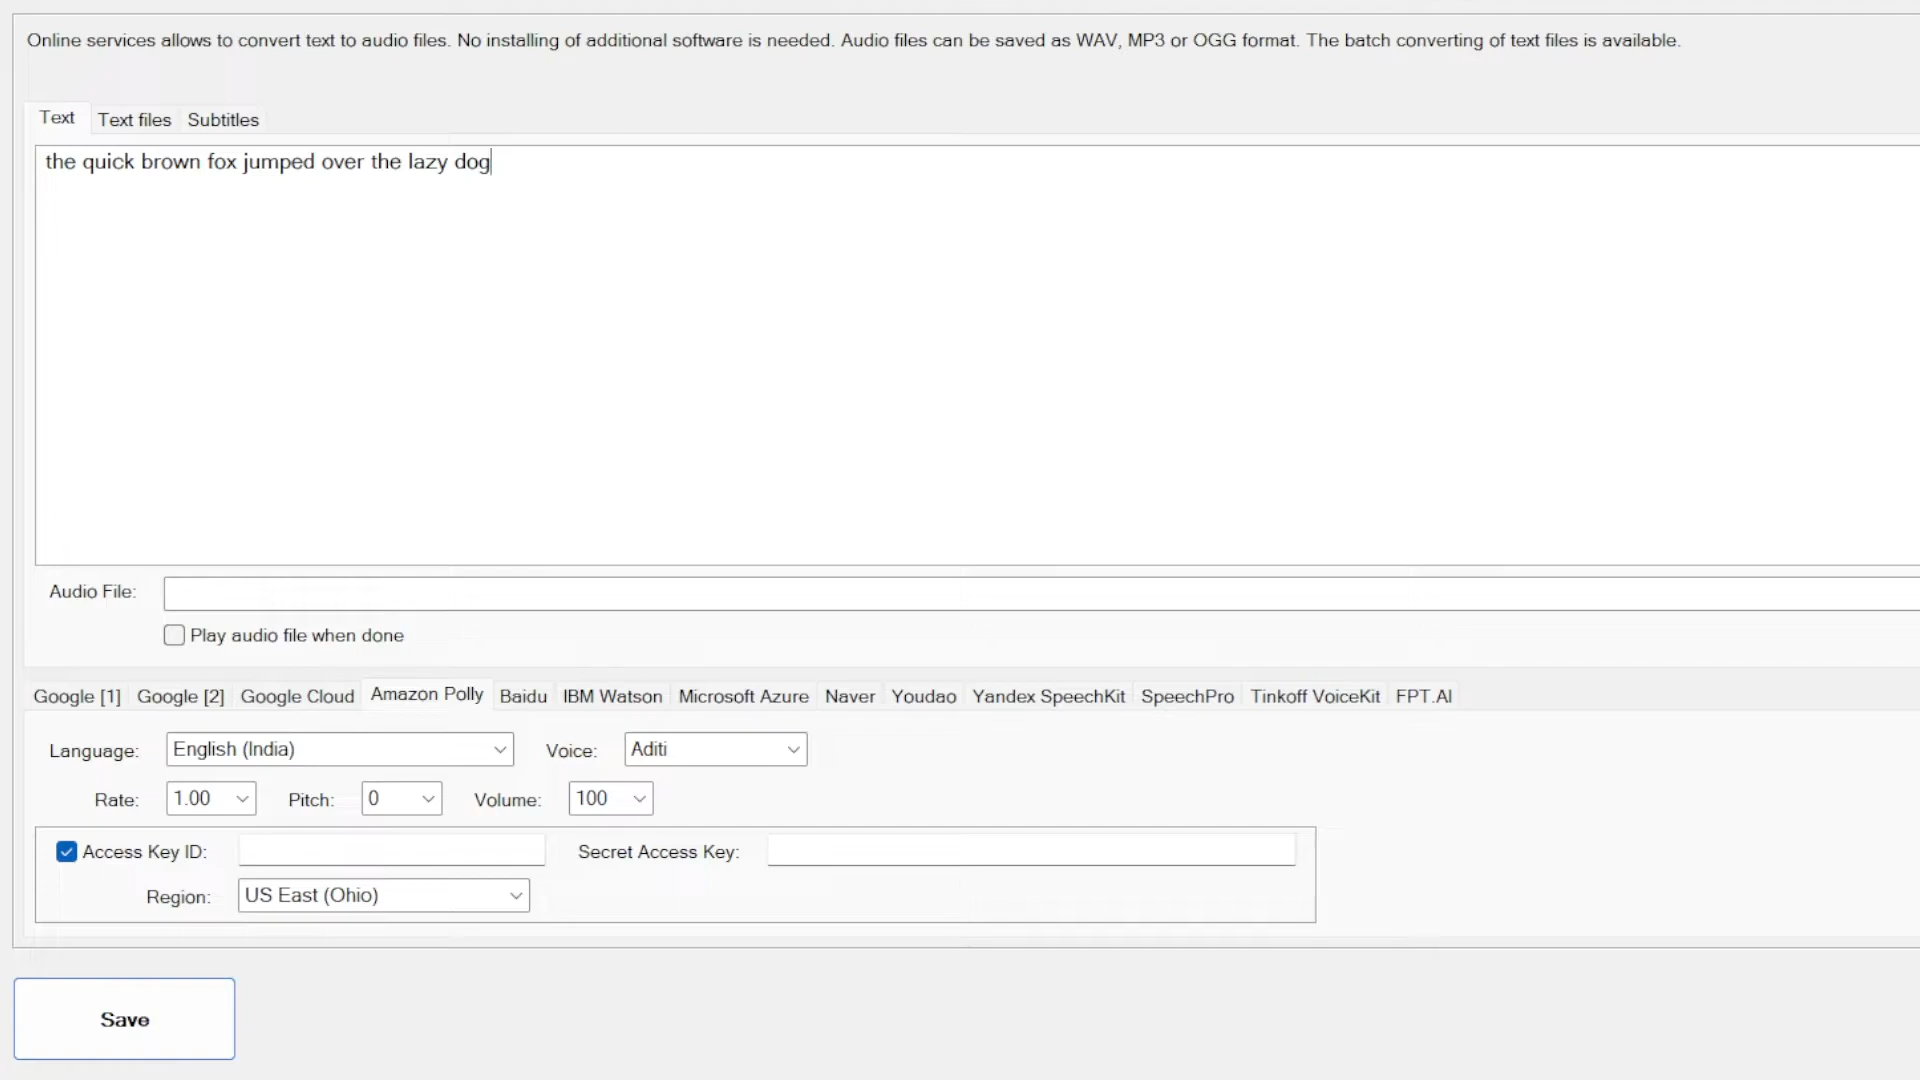 Online services allows to convert text to audio files. No installing of additional software is needed. Audio files can be saved as WAV, MP3 or OGG format. The batch converting of text files is available.
Text Text files Subtitles
the quick brown fox jumped over the lazy dog
Audio File:
Play audio file when done
Google [1] Google [2] Google Cloud Amazon Polly Baidu IBM Watson Microsoft Azure Naver Youdao Yandex SpeechKit SpeechPro Tinkoff VoiceKit FPT.AI
Language: English (India) Voice: Aditi
Rate: 1.00 Pitch: 0 Volume: 100
Access Key ID: Secret Access Key:
Region: US East (Ohio)
Save